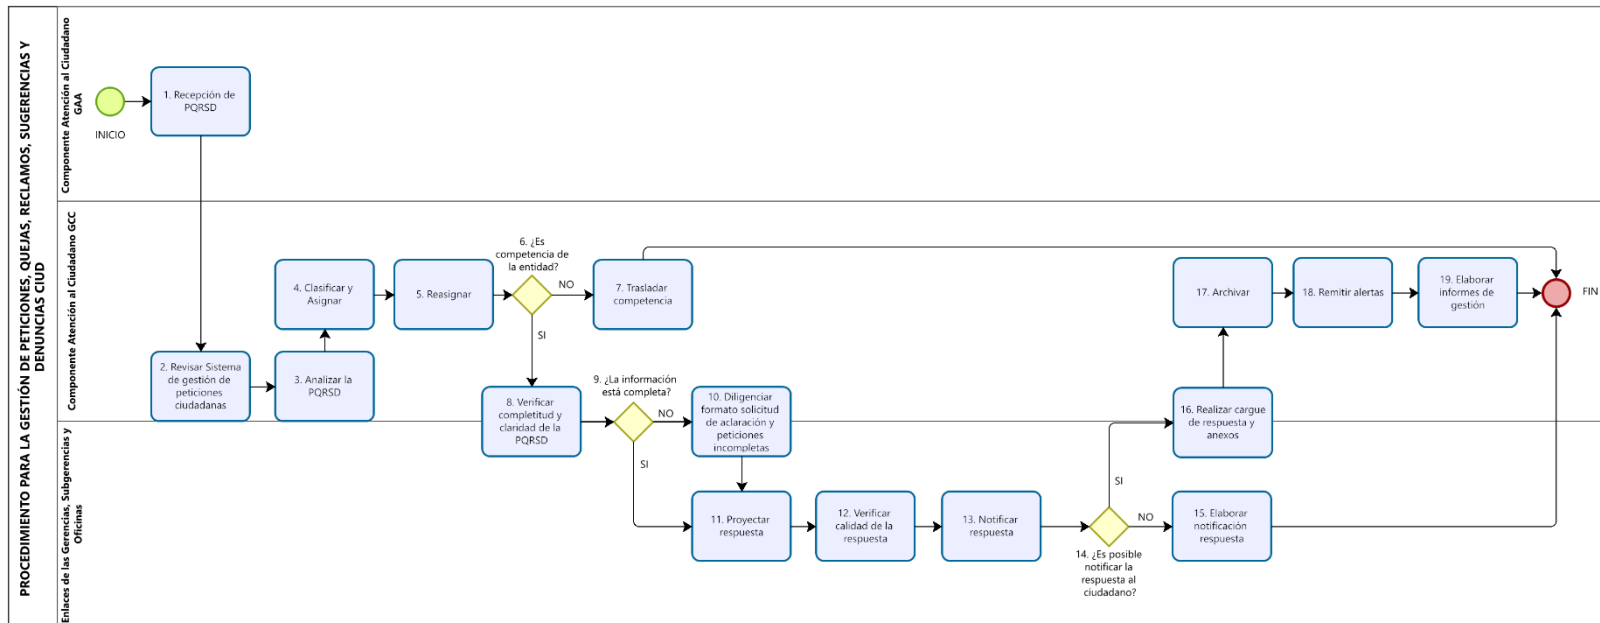 PROCEDIMIENTO PARA LA GESTIÓN DE PETICIONES, QUEJAS, RECLAMOS, SUGERENCIAS Y
DENUNCIAS CIUD
Componente Atención al Ciudadano
GAA
INICIO
1. Recepción de
PQRSD
Componente Atención al Ciudadano GCC
2. Revisar Sistema
de gestión de
peticiones
ciudadanas
3. Analizar la
PQRSD
4. Clasificar y
Asignar
5. Reasignar
6. ¿Es
competencia de
la entidad?
NO
SI
7. Trasladar
competencia
8. Verificar
completitud y
claridad de la
PQRSD
9. ¿La información
está completa?
NO
SI
10. Diligenciar
formato solicitud
de aclaración y
peticiones
incompletas
Enlaces de las Gerencias, Subgerencias y
Oficinas
11. Proyectar
respuesta
12. Verificar
calidad de la
respuesta
13. Notificar
respuesta
14. ¿Es posible
notificar la
respuesta al
ciudadano?
SI
NO
15. Elaborar
notificación
respuesta
16. Realizar cargue
de respuesta y
anexos
17. Archivar
18. Remitir alertas
19. Elaborar
informes de
gestión
FIN